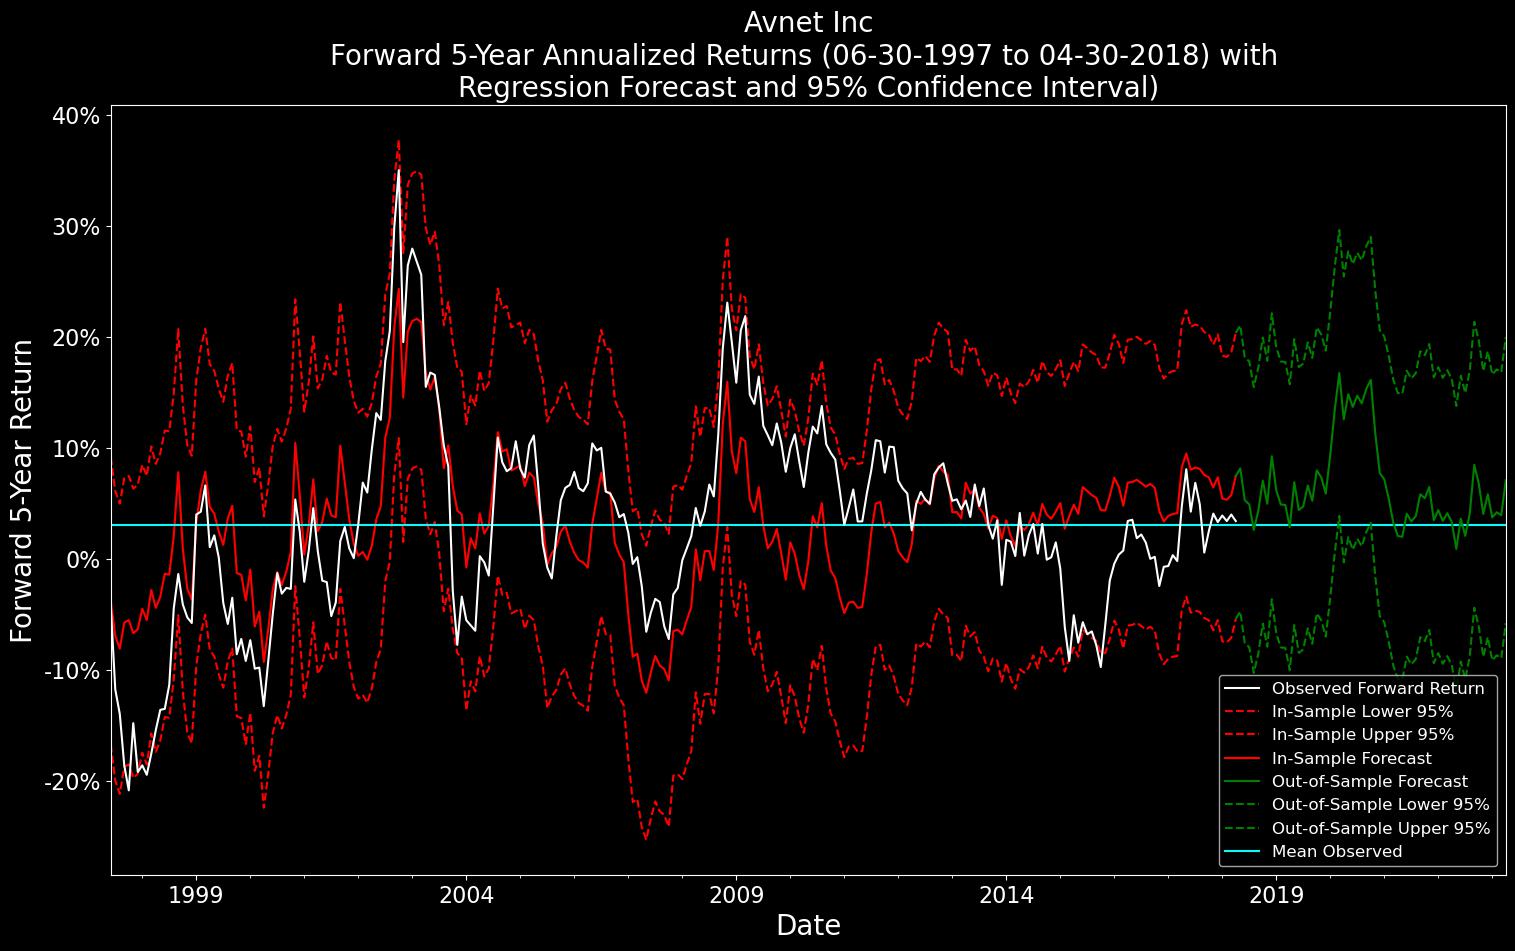 Avnet Inc
Forward 5-Year Annualized Returns (06-30-1997 to 04-30-2018) with
Regression Forecast and 95% Confidence Interval)
Forward 5-Year Return
40%
30%
20%
10%
0%
-10%
-20%
Observed Forward Return
In-Sample Lower 95%
In-Sample Upper 95%
In-Sample Forecast
Out-of-Sample Forecast
Out-of-Sample Lower 95%
Out-of-Sample Upper 95%
Mean Observed
1999 2004 2009 2014 2019
Date